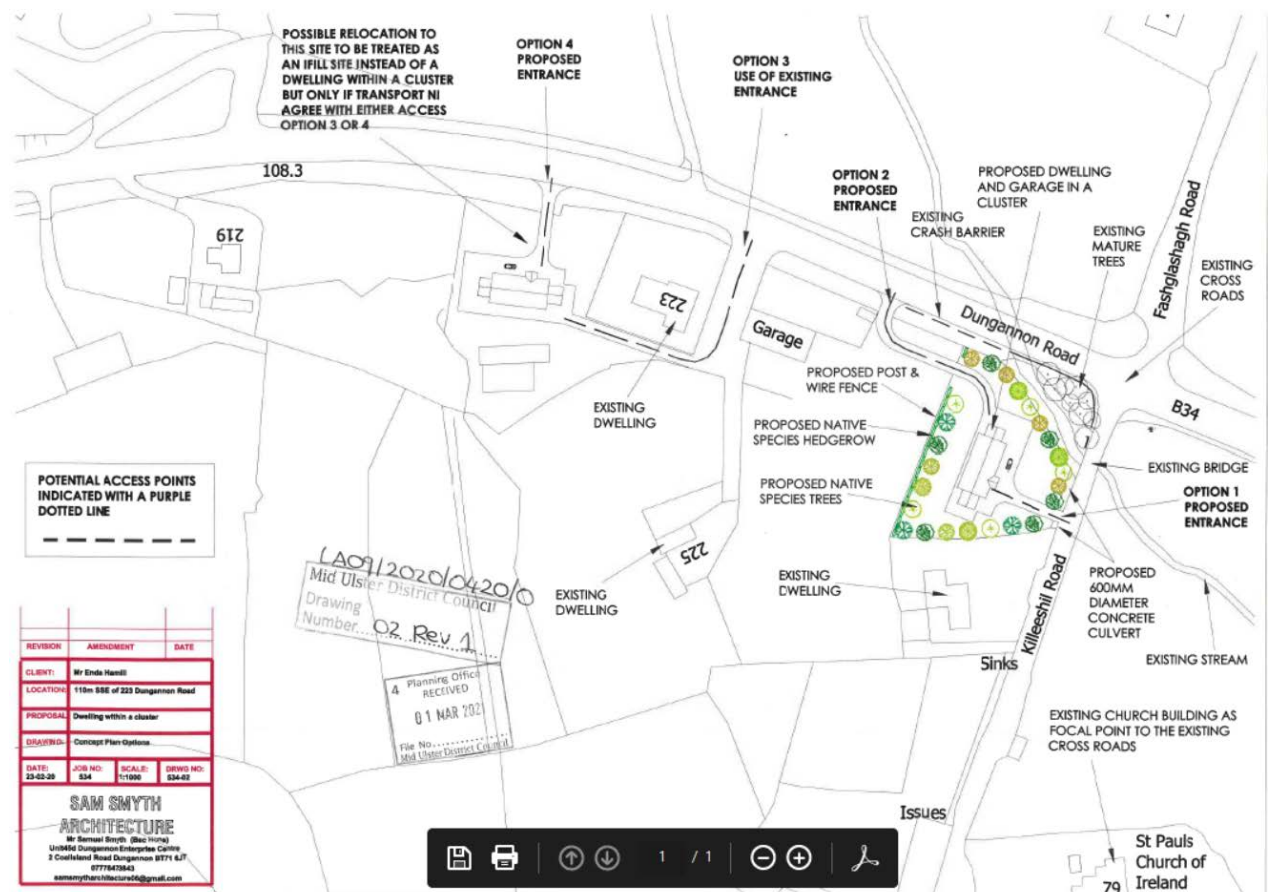 POSSIBLE RELOCATION TO
THIS SITE TO BE TREATED AS
AN IFILL SITE INSTEAD OF A
DWELLING WITHIN A CLUSTER
BUT ONLY IF TRANSPORT NI
AGREE WITH EITHER ACCESS
OPTION 3 OR 4
OPTION 4
PROPOSED
ENTRANCE
OPTION 3
USE OF EXISTING
ENTRANCE
OPTION 2
PROPOSED
ENTRANCE
PROPOSED DWELLING
AND GARAGE IN A
CLUSTER
EXISTING
CRASH BARRIER
EXISTING
MATURE
TREES
Fashglashagh Road
EXISTING
CROSS
ROADS
108.3
219
223
Garage
Dungannon Road
B34
PROPOSED POST &
WIRE FENCE
EXISTING
DWELLING
PROPOSED NATIVE
SPECIES HEDGEROW
PROPOSED NATIVE
SPECIES TREES
EXISTING BRIDGE
OPTION 1
PROPOSED
ENTRANCE
POTENTIAL ACCESS POINTS
INDICATED WITH A PURPLE
DOTTED LINE
225
EXISTING
DWELLING
EXISTING
DWELLING
Killeeshil Road
PROPOSED
600MM
DIAMETER
CONCRETE
CULVERT
EXISTING STREAM
Sinks
LA09/2020/0420/O
Mid Ulster District Council
Drawing
Number 02 Rev 1
4 Planning Office
RECEIVED
01 MAR 202
File No.
Mid Ulster District Council
EXISTING CHURCH BUILDING AS
FOCAL POINT TO THE EXISTING
CROSS ROADS
Issues
St Pauls
Church of
Ireland
79
REVISION AMENDMENT DATE
CLIENT: Mr Enda Hamill
LOCATION: 110m SSE of 223 Dungannon Road
PROPOSAL Dwelling within a cluster
DRAWING: Concept Plan Options
DATE: JOB NO: SCALE: DRWG NO:
23-02-20 534 1:1000 534-02
SAM SMYTH
ARCHITECTURE
Mr Samuel Smyth (Bsc Hons)
Unit45d Dungannon Enterprise Centre
2 Coalisland Road Dungannon BT71 6JT
07776473643
samsmytharchitecture06@gmail.com
1 / 1